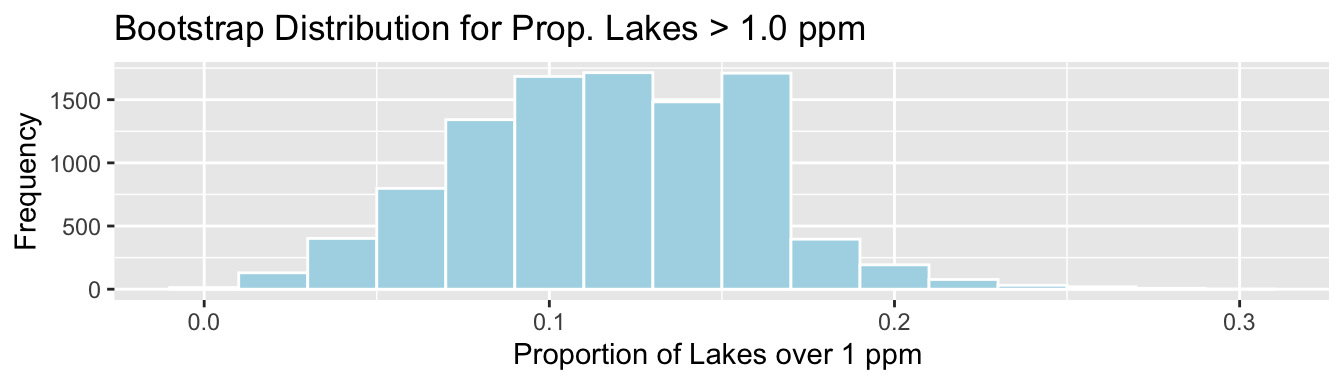 Bootstrap Distribution for Prop. Lakes > 1.0 ppm
Frequency
1500
1000
500
0
0.0 0.1 0.2 0.3
Proportion of Lakes over 1 ppm